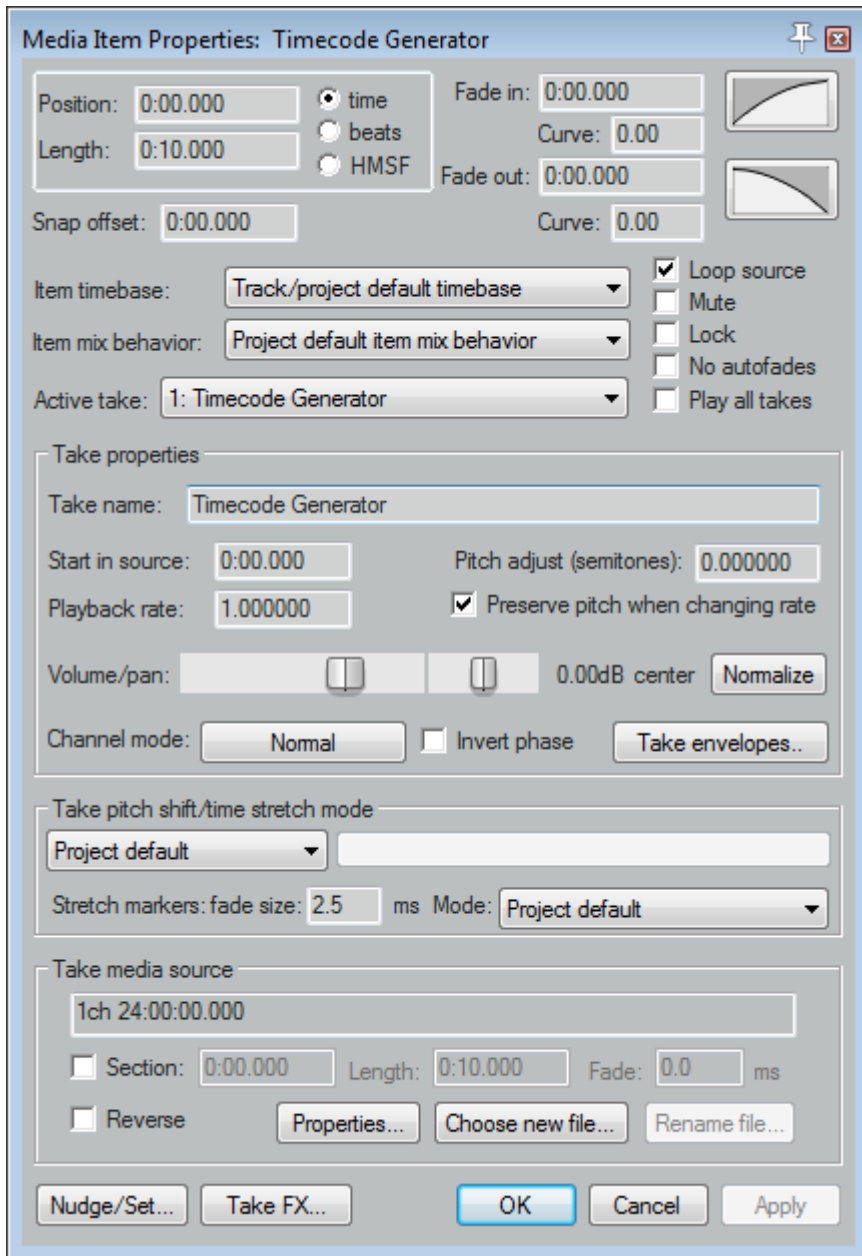 Media Item Properties: Timecode Generator
Position: 0:00.000 time Fade in: 0:00.000
beats Curve: 0.00
Length: 0:10.000 HMSF Fade out: 0:00.000
Snap offset: 0:00.000 Curve: 0.00
Item timebase: Track/project default timebase Loop source
Mute
Item mix behavior: Project default item mix behavior Lock
No autofades
Active take: 1: Timecode Generator Play all takes
Take properties
Take name: Timecode Generator
Start in source: 0:00.000 Pitch adjust (semitones): 0.000000
Playback rate: 1.000000 Preserve pitch when changing rate
Volume/pan: 0.00dB center Normalize
Channel mode: Normal Invert phase Take envelopes..
Take pitch shift/time stretch mode
Project default
Stretch markers: fade size: 2.5 ms Mode: Project default
Take media source
1ch 24:00:00.000
Section: 0:00.000 Length: 0:10.000 Fade: 0.0 ms
Reverse Properties... Choose new file... Rename file...
Nudge/Set... Take FX... OK Cancel Apply